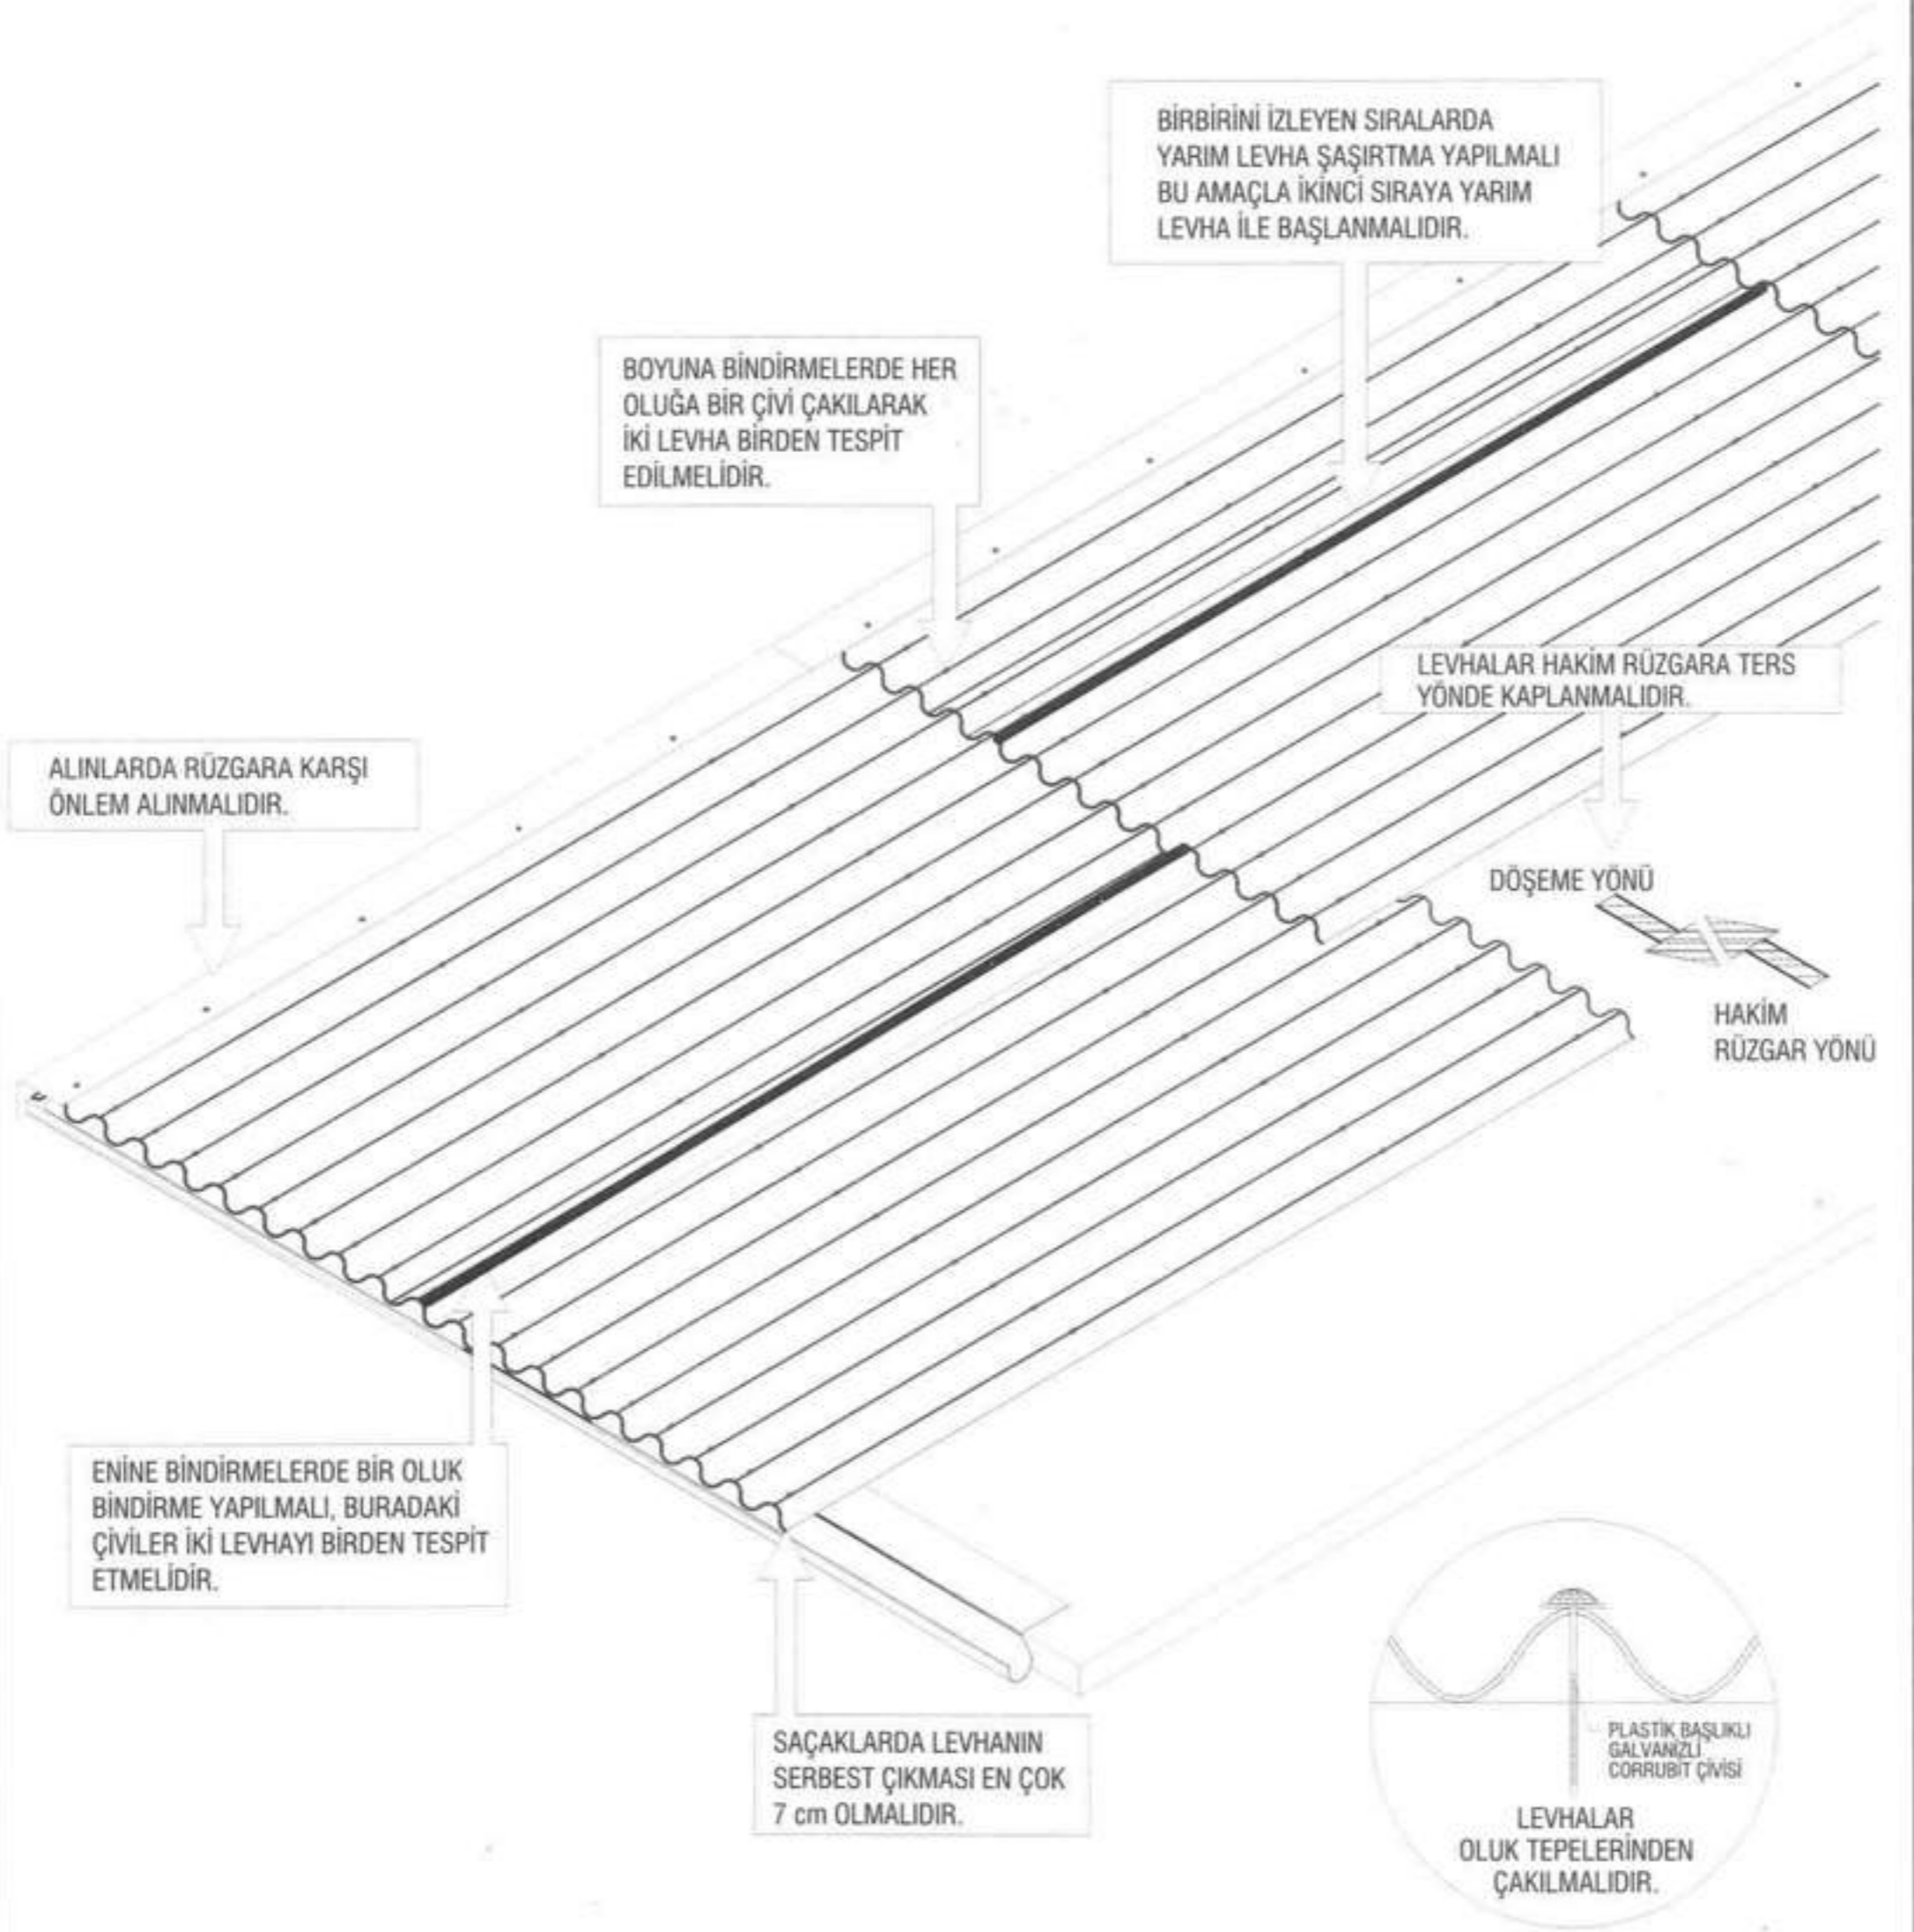 BİRBİRİNİ İZLEYEN SIRALARDA
YARIM LEVHA ŞAŞIRTMA YAPILMALI
BU AMAÇLA İKİNCİ SIRAYA YARIM
LEVHA İLE BAŞLANMALIDIR.
BOYUNA BİNDİRMELERDE HER
OLUĞA BİR ÇİVİ ÇAKILARAK
İKİ LEVHA BİRDEN TESPİT
EDİLMELİDİR.
LEVHALAR HAKİM RÜZGARA TERS
YÖNDE KAPLANMALIDIR.
ALINLARDA RÜZGARA KARŞI
ÖNLEM ALINMALIDIR.
DÖŞEME YÖNÜ
HAKİM
RÜZGAR YÖNÜ
ENİNE BİNDİRMELERDE BİR OLUK
BİNDİRME YAPILMALI, BURADAKİ
ÇİVİLER İKİ LEVHAYI BİRDEN TESPİT
ETMELİDİR.
SAÇAKLARDA LEVHANIN
SERBEST ÇIKMASI EN ÇOK
7 cm OLMALIDIR.
PLASTİK BAŞLIKLI
GALVANİZLİ
CORRUBİT ÇİVİSİ
LEVHALAR
OLUK TEPELERİNDEN
ÇAKILMALIDIR.